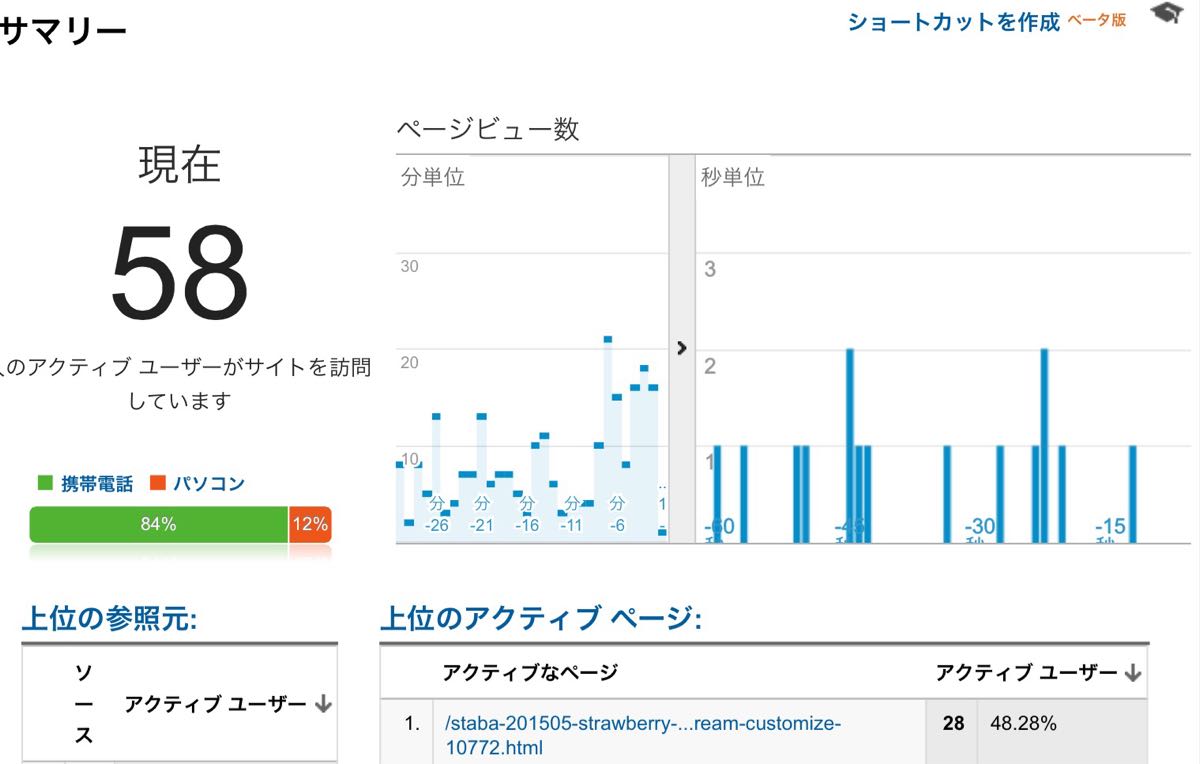 サマリー
ショートカットを作成 ベータ版
現在
58
のアクティブ ユーザーがサイトを訪問
しています
携帯電話 パソコン
84% 12%
ページビュー数
分単位
30
20
10
分 分 分 分 分
-26 -21 -16 -11 -6
秒単位
3
2
1
-60 -45 -30 -15
上位の参照元:
ソース アクティブ ユーザー
上位のアクティブ ページ:
アクティブなページ アクティブ ユーザー
1. /staba-201505-strawberry-...ream-customize-
10772.html
28 48.28%